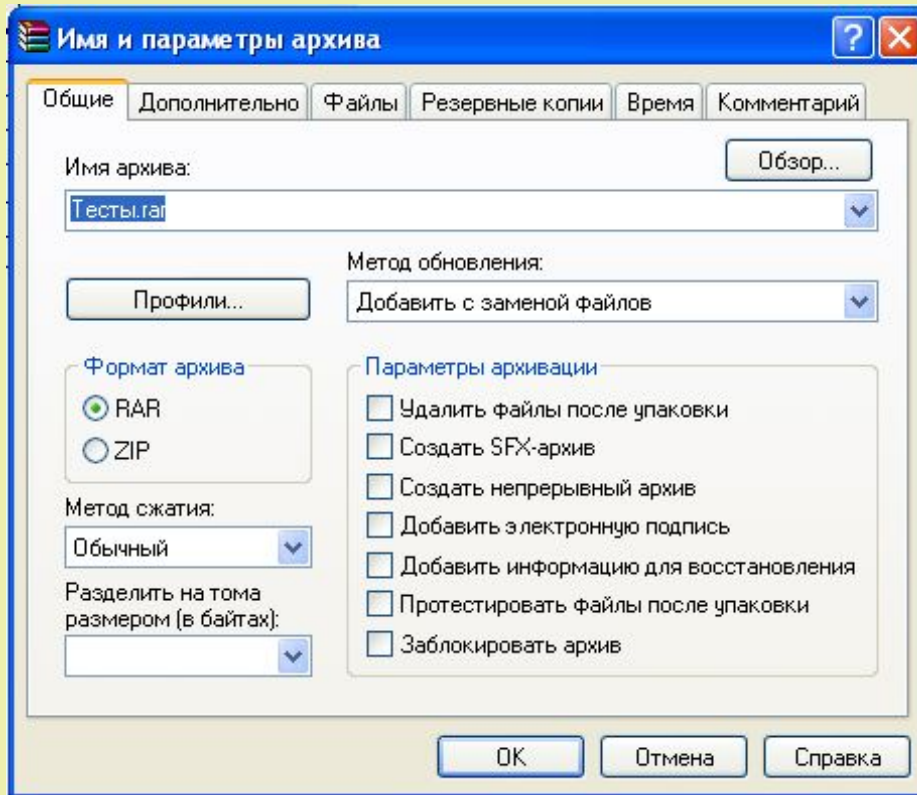 Имя и параметры архива
Общие Дополнительно Файлы Резервные копии Время Комментарий
Имя архива:
Обзор...
Тесты.rar
Метод обновления:
Профили...
Добавить с заменой файлов
Формат архива
RAR
ZIP
Метод сжатия:
Обычный
Разделить на тома
размером (в байтах):
Параметры архивации
Удалить файлы после упаковки
Создать SFX-архив
Создать непрерывный архив
Добавить электронную подпись
Добавить информацию для восстановления
Протестировать файлы после упаковки
Заблокировать архив
OK Отмена Справка